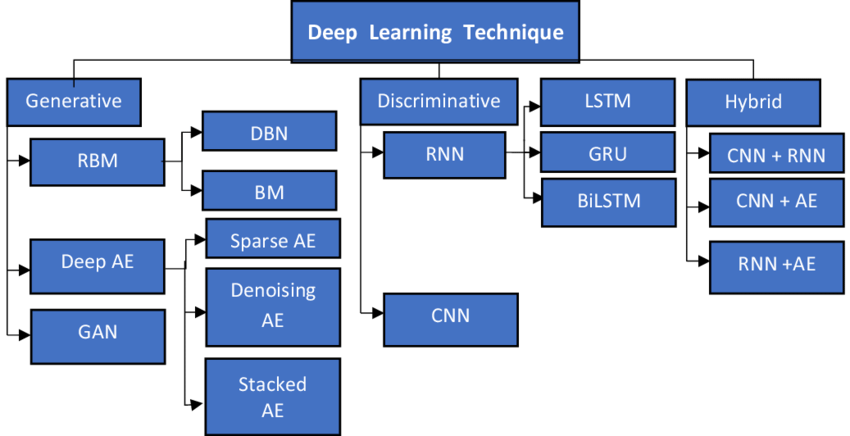 Deep Learning Technique
Generative
RBM
DBN
BM
Deep AE
Sparse AE
Denoising
AE
Stacked
AE
GAN
Discriminative
RNN
LSTM
GRU
BiLSTM
CNN
Hybrid
CNN + RNN
CNN + AE
RNN +AE